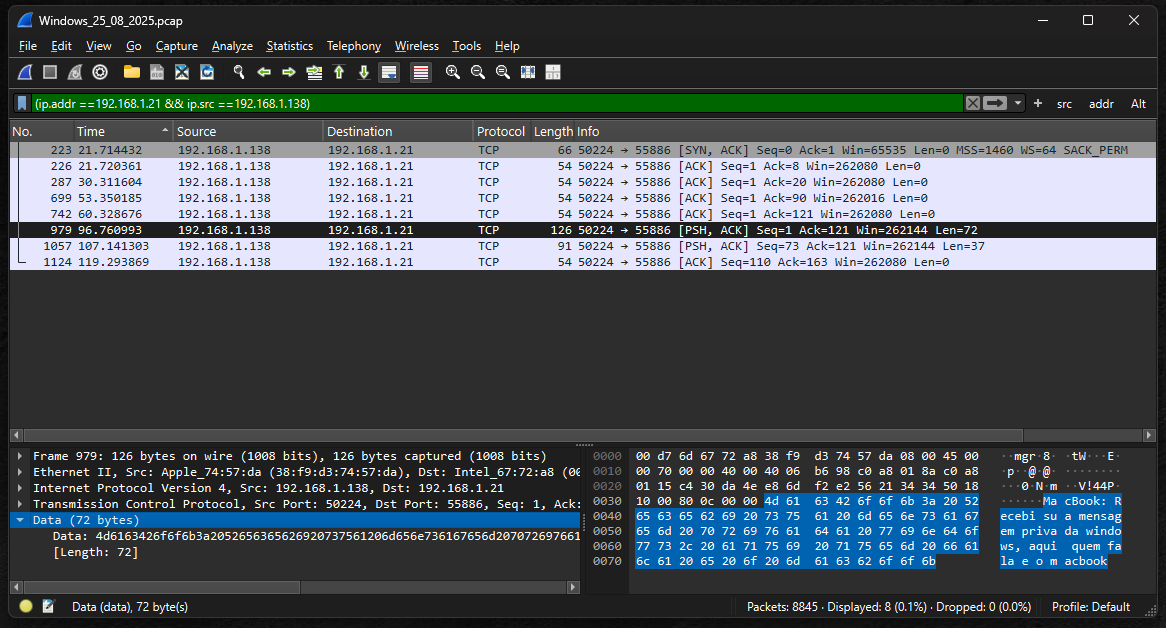 Windows_25_08_2025.pcap
File Edit View Go Capture Analyze Statistics Telephony Wireless Tools Help
(ip.addr ==192.168.1.21 && ip.src ==192.168.1.138) + src addr Alt
No. Time Source Destination Protocol Length Info
223 21.714432 192.168.1.138 192.168.1.21 TCP 66 50224 → 55886 [SYN, ACK] Seq=0 Ack=1 Win=65535 Len=0 MSS=1460 WS=64 SACK_PERM
226 21.720361 192.168.1.138 192.168.1.21 TCP 54 50224 → 55886 [ACK] Seq=1 Ack=8 Win=262080 Len=0
287 30.311604 192.168.1.138 192.168.1.21 TCP 54 50224 → 55886 [ACK] Seq=1 Ack=20 Win=262080 Len=0
699 53.350185 192.168.1.138 192.168.1.21 TCP 54 50224 → 55886 [ACK] Seq=1 Ack=90 Win=262016 Len=0
742 60.328676 192.168.1.138 192.168.1.21 TCP 54 50224 → 55886 [ACK] Seq=1 Ack=121 Win=262080 Len=0
979 96.760993 192.168.1.138 192.168.1.21 TCP 126 50224 → 55886 [PSH, ACK] Seq=1 Ack=121 Win=262144 Len=72
1057 107.141303 192.168.1.138 192.168.1.21 TCP 91 50224 → 55886 [PSH, ACK] Seq=73 Ack=121 Win=262144 Len=37
1124 119.293869 192.168.1.138 192.168.1.21 TCP 54 50224 → 55886 [ACK] Seq=110 Ack=163 Win=262080 Len=0
Frame 979: 126 bytes on wire (1008 bits), 126 bytes captured (1008 bits)
Ethernet II, Src: Apple_74:57:da (38:f9:d3:74:57:da), Dst: Intel_67:72:a8 (00
Internet Protocol Version 4, Src: 192.168.1.138, Dst: 192.168.1.21
Transmission Control Protocol, Src Port: 50224, Dst Port: 55886, Seq: 1, Ack:
Data (72 bytes)
Data: 4d6163426f6f6b3a2052656365626920737561206d656e736167656d207072697661
[Length: 72]
0000 00 d7 6d 67 72 a8 38 f9 d3 74 57 da 08 00 45 00 ··mgr·8· ·tW···E·
0010 00 70 00 00 40 00 40 06 b6 98 c0 a8 01 8a c0 a8 ·p··@·@· ········
0020 01 15 c4 30 da 4e e8 6d f2 e2 56 21 34 34 50 18 ···0·N·m ··V!44P·
0030 10 00 80 0c 00 00 4d 61 63 42 6f 6f 6b 3a 20 52 ······Ma cBook: R
0040 65 63 65 62 69 20 73 75 61 20 6d 65 6e 73 61 67 ecebi su a mensag
0050 65 6d 20 70 72 69 76 61 64 61 20 77 69 6e 64 6f em priva da windo
0060 77 73 2c 20 61 71 75 69 20 71 75 65 6d 20 66 61 ws, aqui quem fa
0070 6c 61 20 65 20 6f 20 6d 61 63 62 6f 6f 6b la e o m acbook
Data (data), 72 byte(s) Packets: 8845 · Displayed: 8 (0.1%) · Dropped: 0 (0.0%) Profile: Default